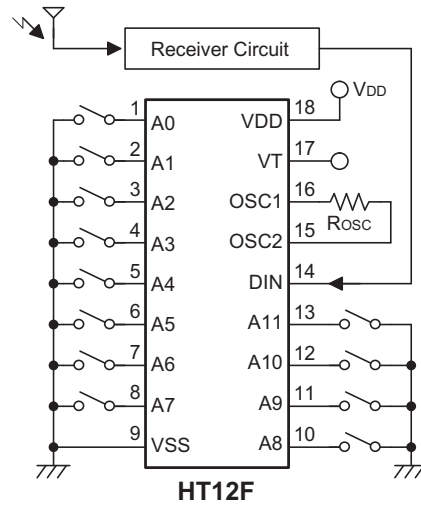 Receiver Circuit
VDD
1 A0 VDD 18
2 A1 VT 17
3 A2 OSC1 16
ROSC
4 A3 OSC2 15
5 A4 DIN 14
6 A5 A11 13
7 A6 A10 12
8 A7 A9 11
9 VSS A8 10
HT12F